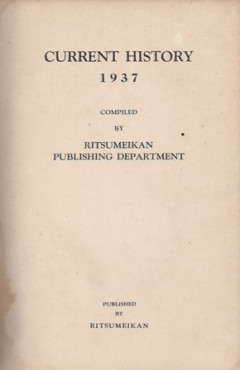 CURRENT HISTORY
1937
COMPILED
BY
RITSUMEIKAN
PUBLISHING DEPARTMENT
PUBLISHED
BY
RITSUMEIKAN